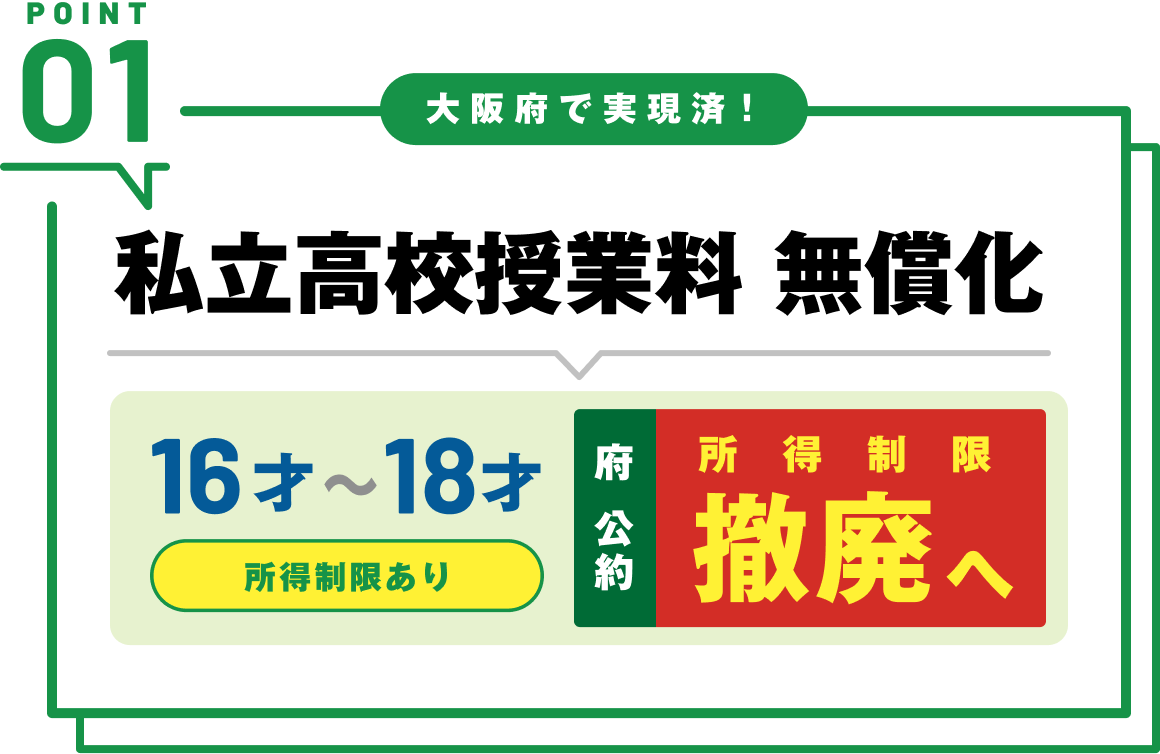 POINT
01
大阪府で実現済!
私立高校授業料 無償化
16才〜18才
所得制限あり
府公約
所得制限
撤廃へ